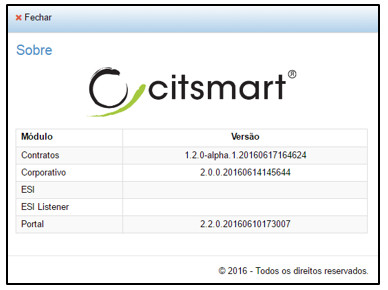 ✖ Fechar
Sobre
citsmart®
Módulo Versão
Contratos 1.2.0-alpha.1.20160617164624
Corporativo 2.0.0.20160614145644
ESI
ESI Listener
Portal 2.2.0.20160610173007
© 2016 - Todos os direitos reservados.